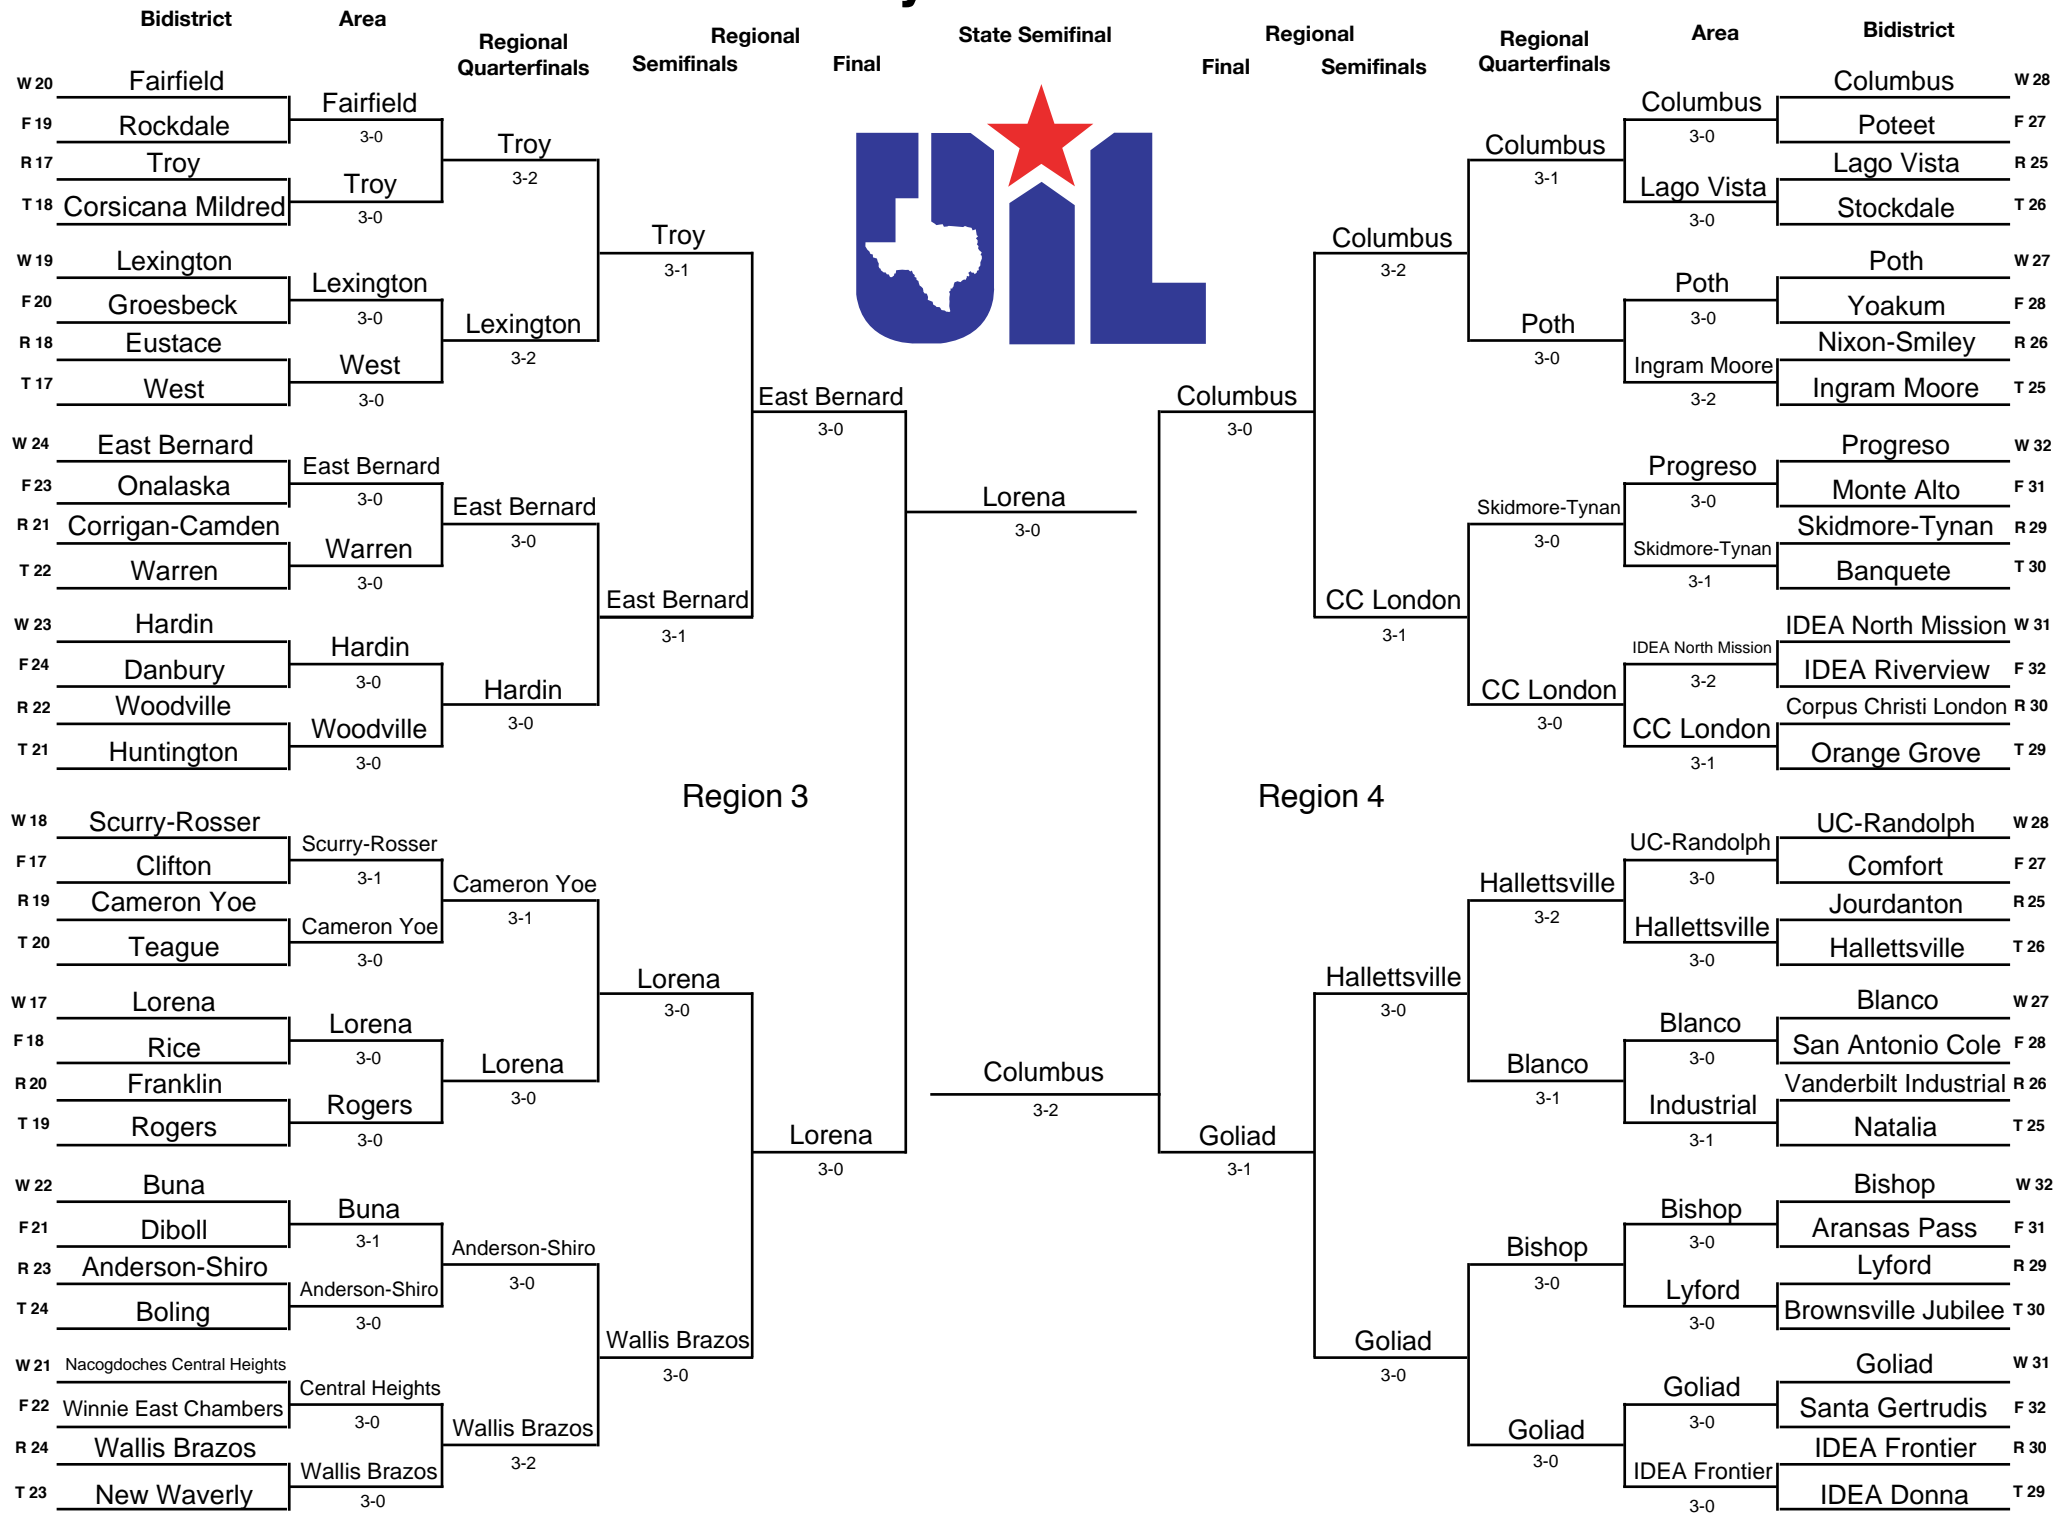 Bidistrict
Area
Regional
Quarterfinals
Regional
Semifinals
Final
State Semifinal
Regional
Final
Semifinals
Regional
Quarterfinals
Area
Bidistrict
W 20 Fairfield
F 19 Rockdale
R 17 Troy
T 18 Corsicana Mildred
W 19 Lexington
F 20 Groesbeck
R 18 Eustace
T 17 West
W 24 East Bernard
F 23 Onalaska
R 21 Corrigan-Camden
T 22 Warren
W 23 Hardin
F 24 Danbury
R 22 Woodville
T 21 Huntington
W 18 Scurry-Rosser
F 17 Clifton
R 19 Cameron Yoe
T 20 Teague
W 17 Lorena
F 18 Rice
R 20 Franklin
T 19 Rogers
W 22 Buna
F 21 Diboll
R 23 Anderson-Shiro
T 24 Boling
W 21 Nacogdoches Central Heights
F 22 Winnie East Chambers
R 24 Wallis Brazos
T 23 New Waverly
Fairfield
3-0
Troy
3-0
Lexington
3-0
West
3-0
East Bernard
3-0
Warren
3-0
Hardin
3-0
Woodville
3-0
Scurry-Rosser
3-1
Cameron Yoe
3-0
Lorena
3-0
Rogers
3-0
Buna
3-1
Anderson-Shiro
3-0
Central Heights
3-0
Wallis Brazos
3-0
Troy
3-2
Lexington
3-2
East Bernard
3-0
Hardin
3-0
Cameron Yoe
3-1
Lorena
3-0
Anderson-Shiro
3-0
Wallis Brazos
3-2
Troy
3-1
East Bernard
3-1
Lorena
3-0
Wallis Brazos
3-0
East Bernard
3-0
Lorena
3-0
Region 3
UIL
Lorena
3-0
Columbus
3-2
Region 4
Columbus
3-0
Goliad
3-1
Columbus
3-2
CC London
3-1
Hallettsville
3-0
Goliad
3-0
Columbus
3-1
Poth
3-0
Skidmore-Tynan
3-0
CC London
3-0
Hallettsville
3-2
Blanco
3-1
Bishop
3-0
Goliad
3-0
Columbus
3-0
Lago Vista
3-0
Poth
3-0
Ingram Moore
3-2
Progreso
3-0
Skidmore-Tynan
3-1
IDEA North Mission
3-2
CC London
3-1
UC-Randolph
3-0
Hallettsville
3-0
Blanco
3-0
Industrial
3-1
Bishop
3-0
Lyford
3-0
Goliad
3-0
IDEA Frontier
3-0
Columbus W 28
Poteet F 27
Lago Vista R 25
Stockdale T 26
Poth W 27
Yoakum F 28
Nixon-Smiley R 26
Ingram Moore T 25
Progreso W 32
Monte Alto F 31
Skidmore-Tynan R 29
Banquete T 30
IDEA North Mission W 31
IDEA Riverview F 32
Corpus Christi London R 30
Orange Grove T 29
UC-Randolph W 28
Comfort F 27
Jourdanton R 25
Hallettsville T 26
Blanco W 27
San Antonio Cole F 28
Vanderbilt Industrial R 26
Natalia T 25
Bishop W 32
Aransas Pass F 31
Lyford R 29
Brownsville Jubilee T 30
Goliad W 31
Santa Gertrudis F 32
IDEA Frontier R 30
IDEA Donna T 29